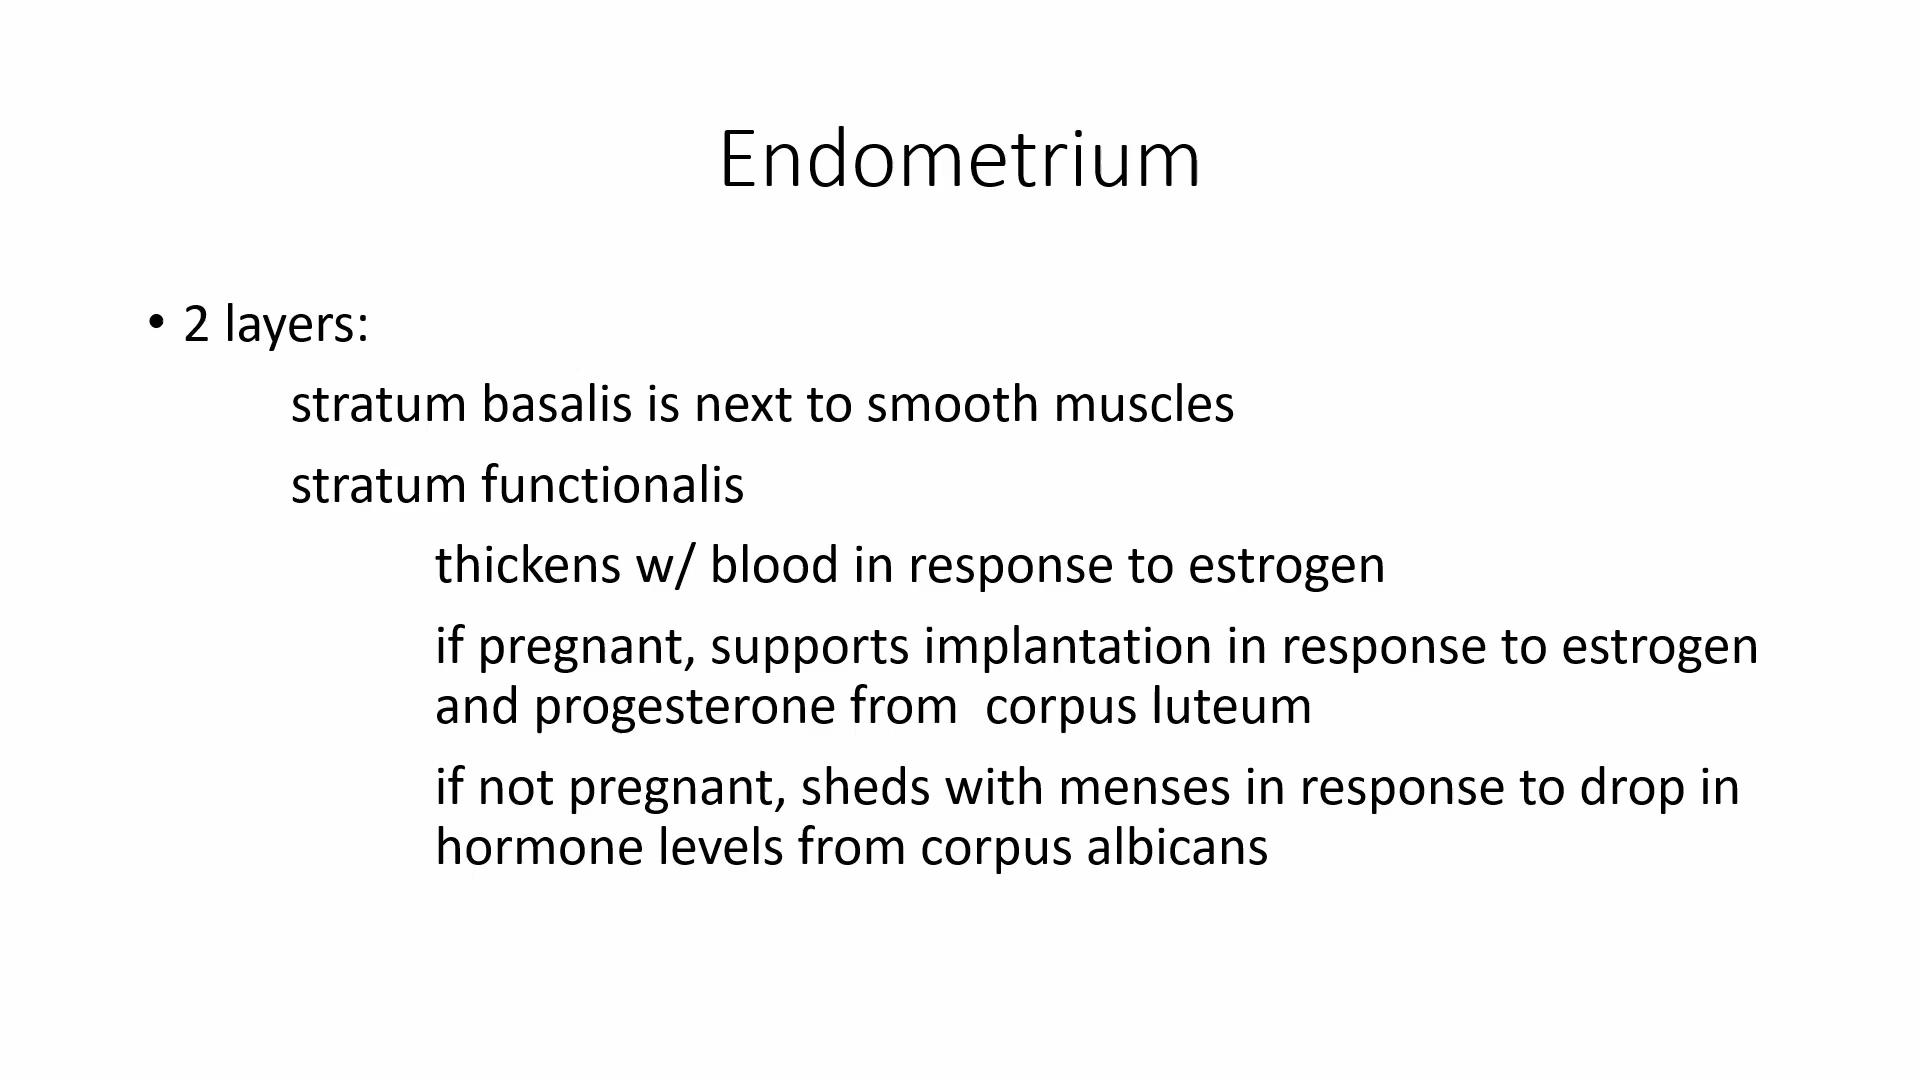 Endometrium
• 2 layers:
stratum basalis is next to smooth muscles
stratum functionalis
thickens w/ blood in response to estrogen
if pregnant, supports implantation in response to estrogen
and progesterone from  corpus luteum
if not pregnant, sheds with menses in response to drop in
hormone levels from corpus albicans